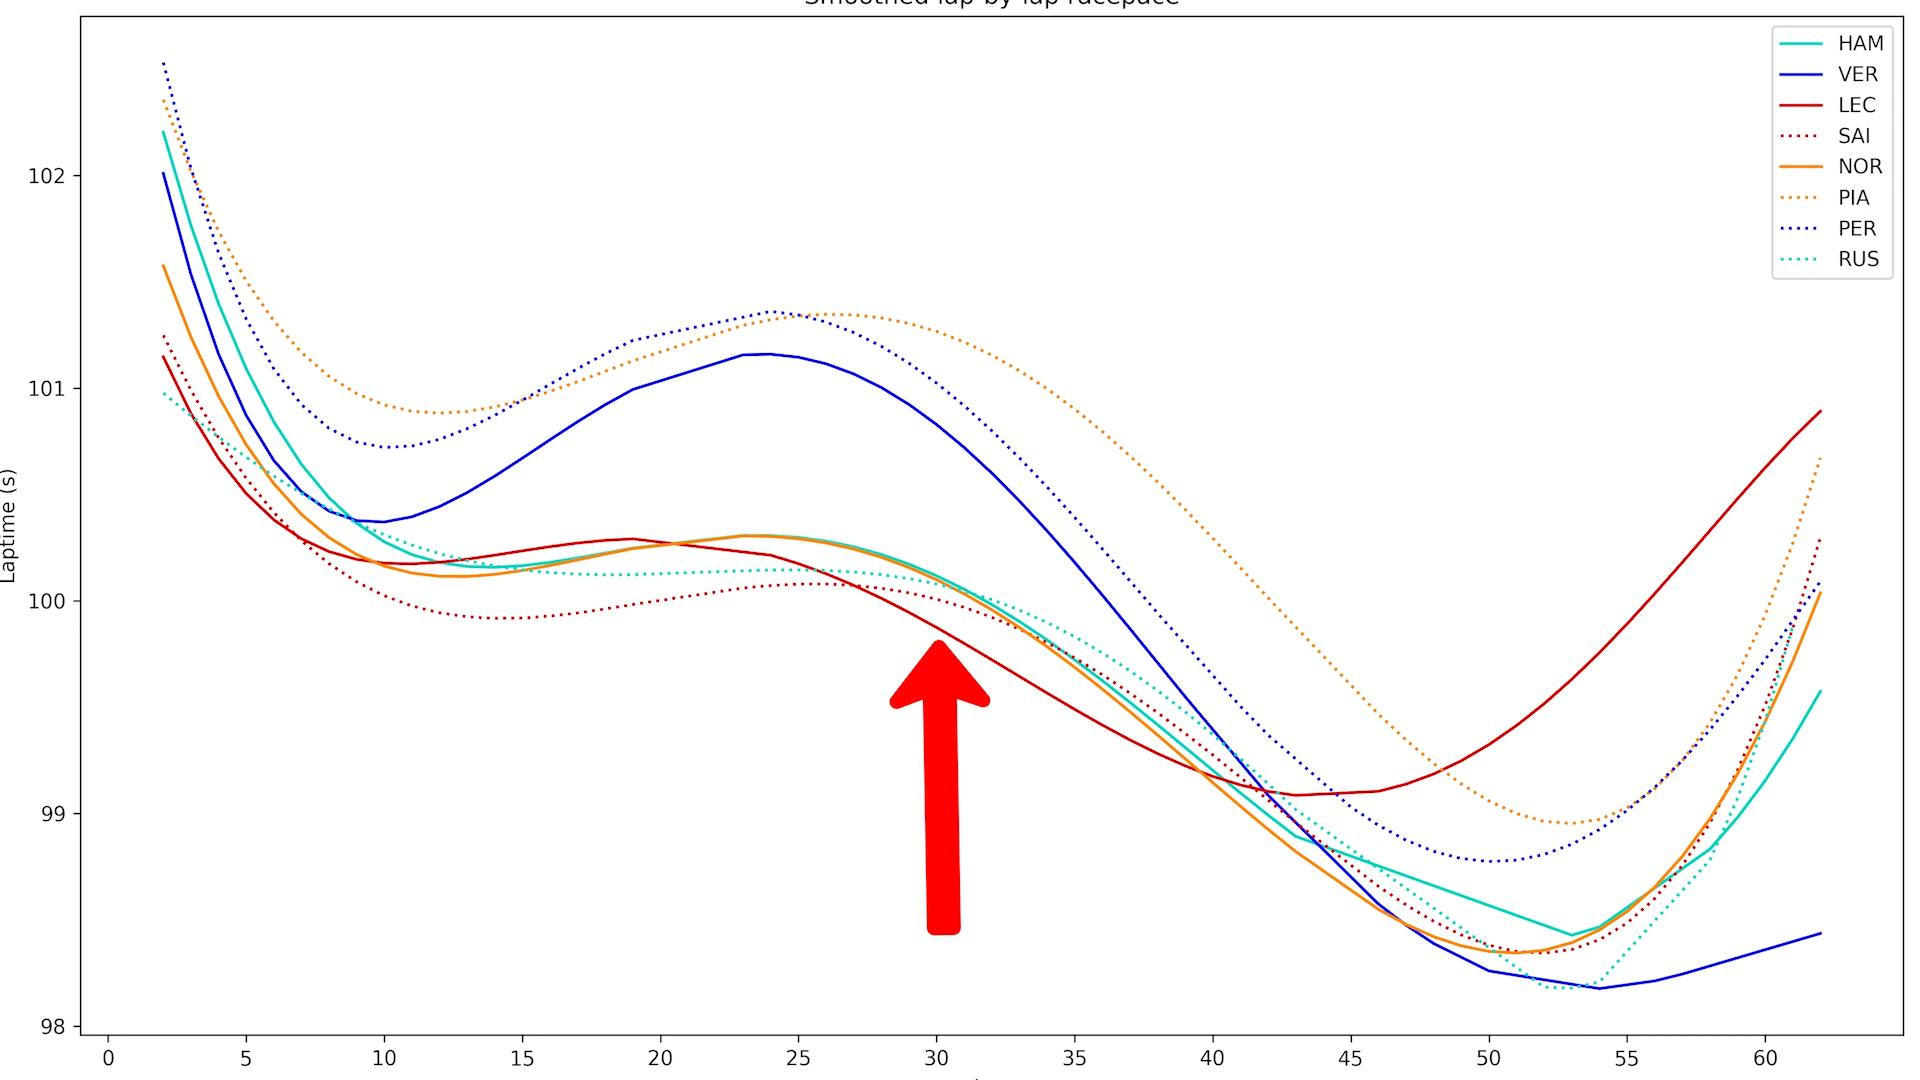 Smoothed lap-by-lap racepace
HAM
VER
LEC
SAI
NOR
PIA
PER
RUS
Laptime (s)
102
101
100
99
98
0 5 10 15 20 25 30 35 40 45 50 55 60